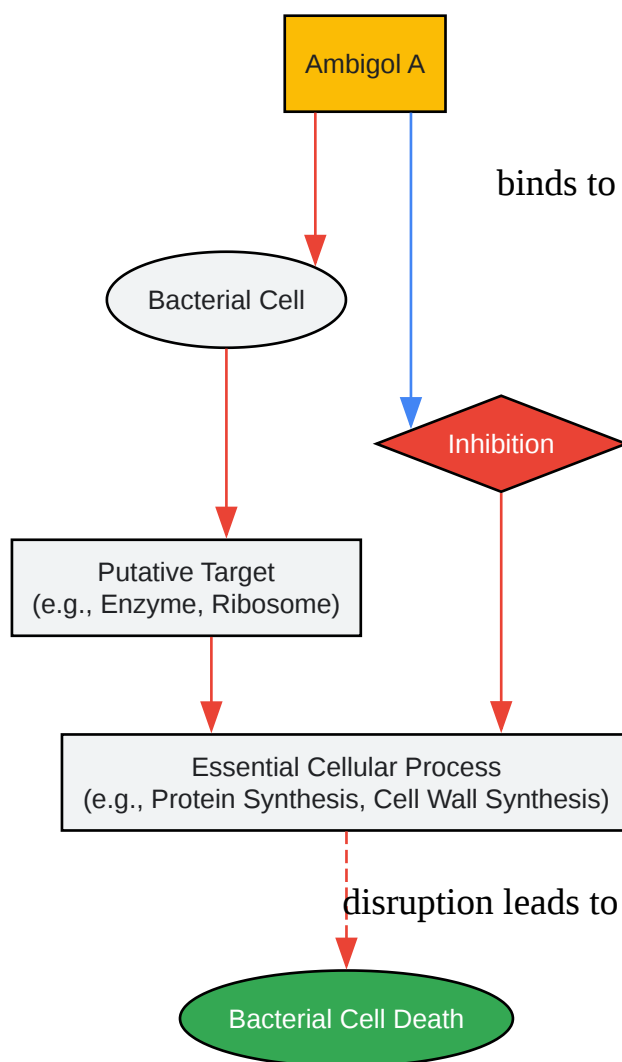 Ambigol A
binds to
Bacterial Cell
Inhibition
Putative Target
(e.g., Enzyme, Ribosome)
Essential Cellular Process
(e.g., Protein Synthesis, Cell Wall Synthesis)
disruption leads to
Bacterial Cell Death